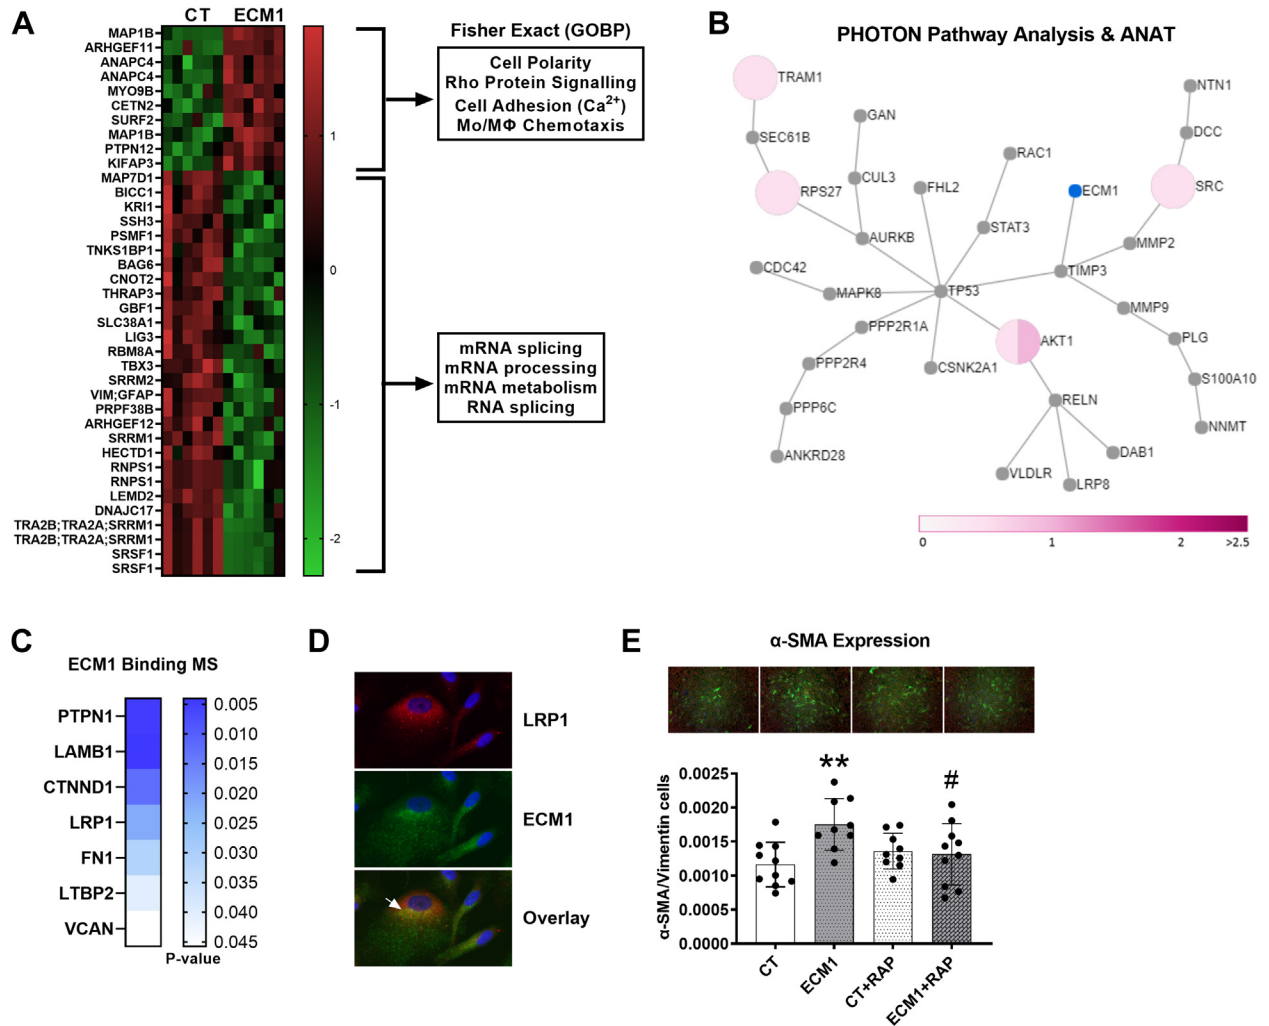 A
CT ECM1
MAP1B
ARHGEF11
ANAPC4
ANAPC4
MYO9B
CETN2
SURF2
MAP1B
PTPN12
KIFAP3
MAP7D1
BICC1
KRI1
SSH3
PSMF1
TNKS1BP1
BAG6
CNOT2
THRAP3
GBF1
SLC38A1
LIG3
RBM8A
TBX3
SRRM2
VIM;GFAP
PRPF38B
ARHGEF12
SRRM1
HECTD1
RNPS1
RNPS1
LEMD2
DNAJC17
TRA2B;TRA2A;SRRM1
TRA2B;TRA2A;SRRM1
SRSF1
SRSF1
1
0
-1
-2
Fisher Exact (GOBP)
Cell Polarity
Rho Protein Signalling
Cell Adhesion (Ca²⁺)
Mo/MΦ Chemotaxis
mRNA splicing
mRNA processing
mRNA metabolism
RNA splicing
B
PHOTON Pathway Analysis & ANAT
TRAM1
NTN1
GAN
SEC61B
DCC
RAC1
CUL3
FHL2
RPS27
ECM1
SRC
STAT3
AURKB
MMP2
CDC42
TIMP3
MAPK8
TP53
MMP9
PPP2R1A
AKT1
PLG
PPP2R4
CSNK2A1
S100A10
RELN
PPP6C
NNMT
ANKRD28
DAB1
VLDLR
LRP8
0 1 2 >2.5
C
ECM1 Binding MS
PTPN1
LAMB1
CTNND1
LRP1
FN1
LTBP2
VCAN
0.005
0.010
0.015
0.020
0.025
0.030
0.035
0.040
0.045
P-value
D
LRP1
ECM1
Overlay
E
α-SMA Expression
α-SMA/Vimentin cells
0.0025
0.0020
0.0015
0.0010
0.0005
0.0000
**
#
CT
ECM1
CT+RAP
ECM1+RAP